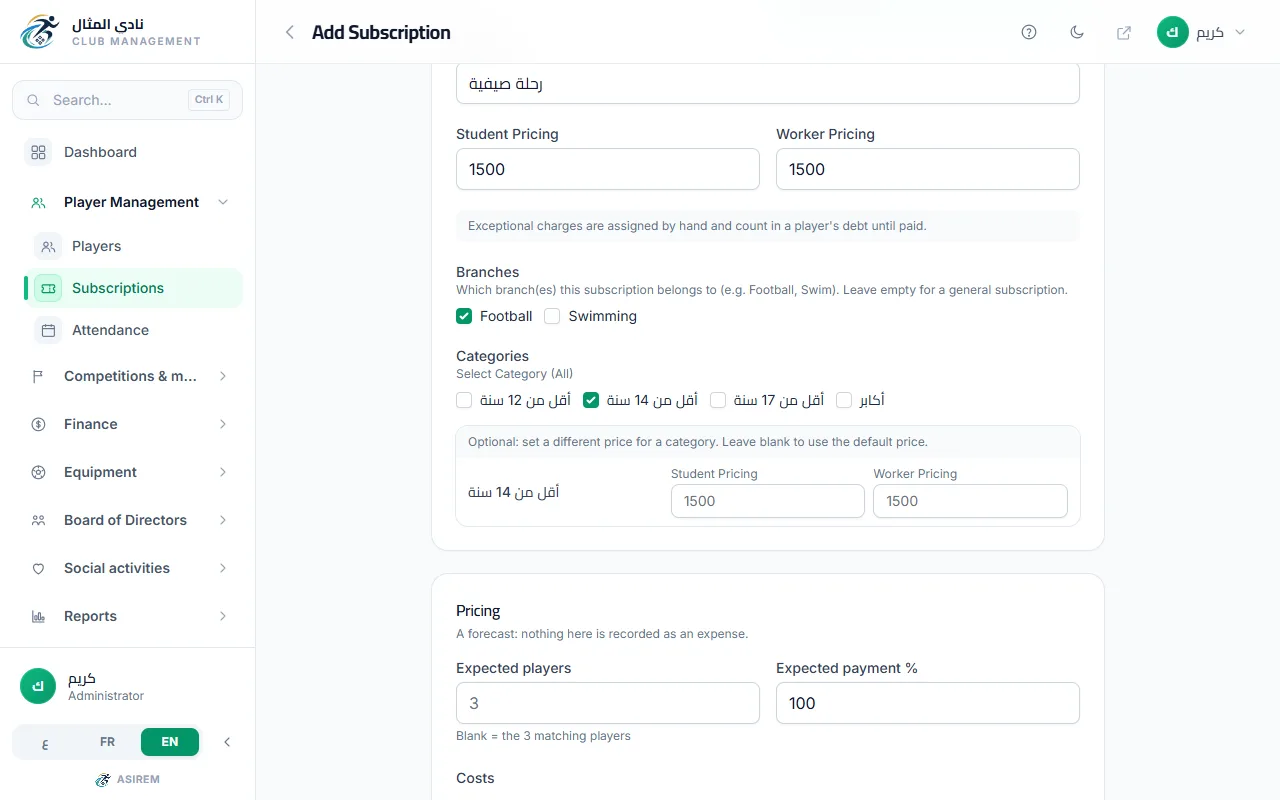 نادي المثال
CLUB MANAGEMENT
Add Subscription
كريم
ك
Search...
Ctrl K
Dashboard
Player Management
Players
Subscriptions
Attendance
Competitions & m...
Finance
Equipment
Board of Directors
Social activities
Reports
ك
كريم
Administrator
ع
FR
EN
ASIREM
رحلة صيفية
Student Pricing
Worker Pricing
1500
1500
Exceptional charges are assigned by hand and count in a player's debt until paid.
Branches
Which branch(es) this subscription belongs to (e.g. Football, Swim). Leave empty for a general subscription.
Football
Swimming
Categories
Select Category (All)
أقل من 12 سنة
أقل من 14 سنة
أقل من 17 سنة
أكابر
Optional: set a different price for a category. Leave blank to use the default price.
Student Pricing
Worker Pricing
أقل من 14 سنة
1500
1500
Pricing
A forecast: nothing here is recorded as an expense.
Expected players
Expected payment %
3
100
Blank = the 3 matching players
Costs